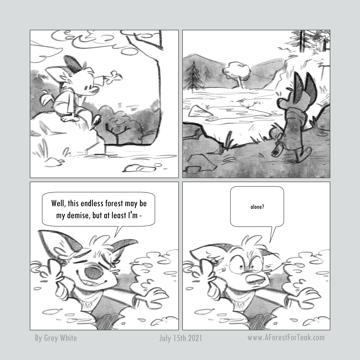 Well, this endless forest may be
my demise, but at least I'm -
alone?
By Grey White
July 15th 2021
www.AForestForTeak.com